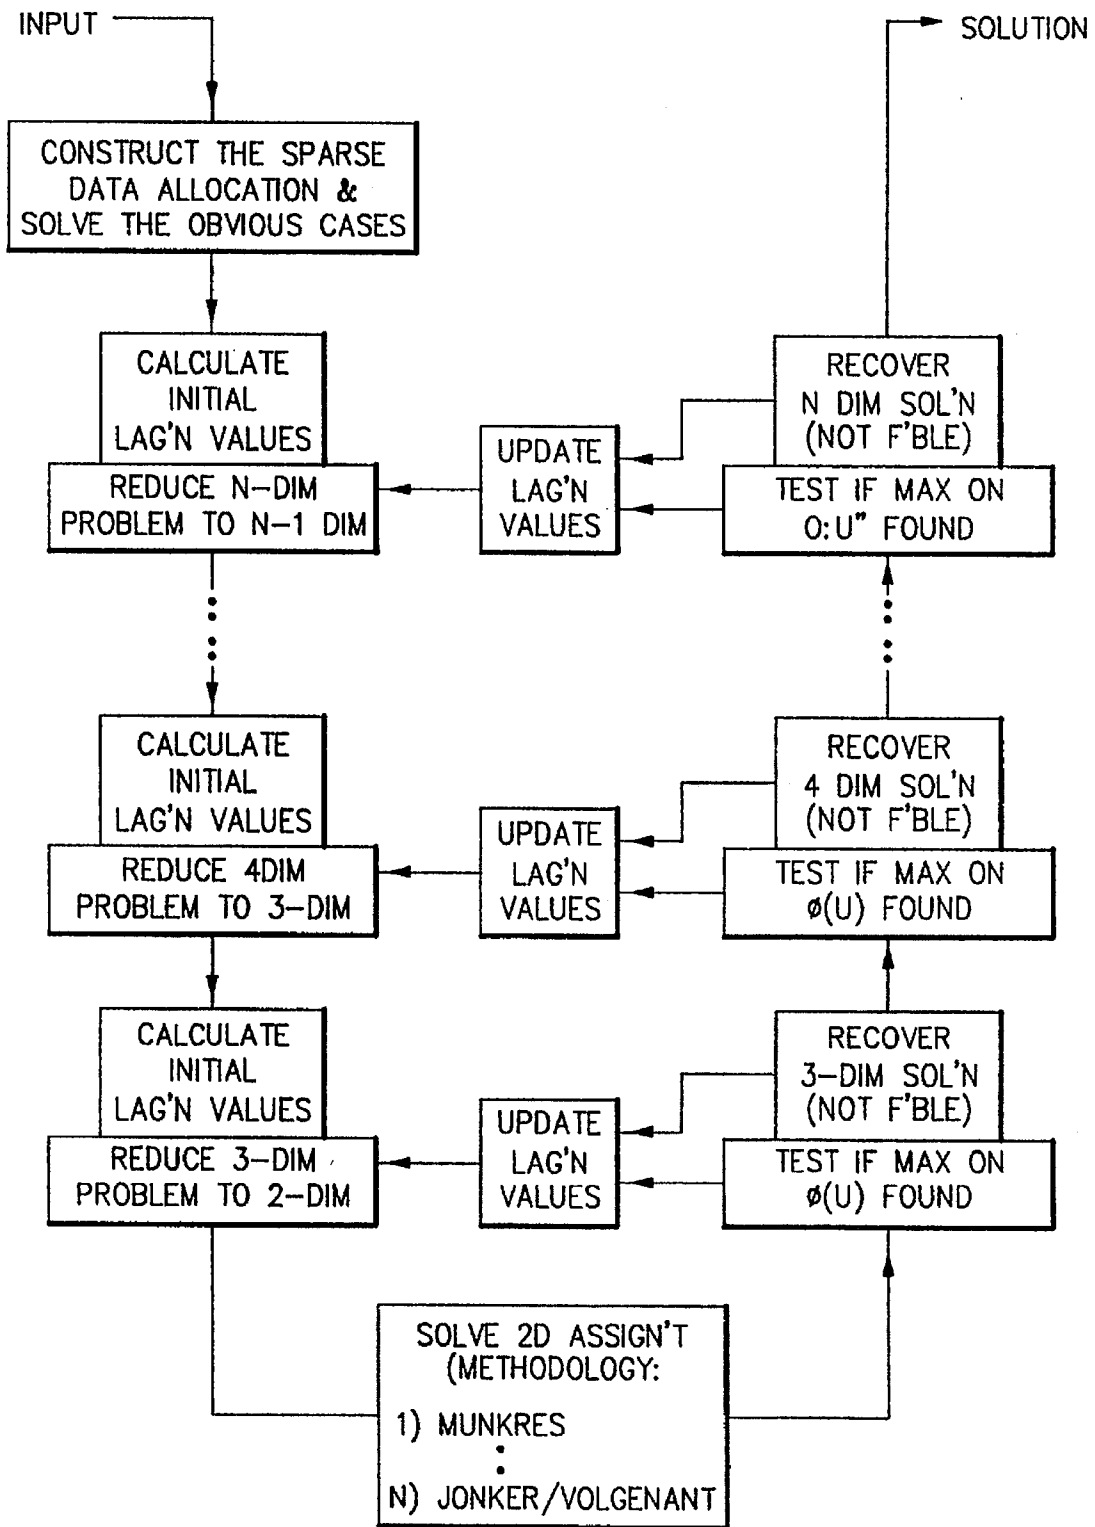 INPUT
SOLUTION
CONSTRUCT THE SPARSE
DATA ALLOCATION &
SOLVE THE OBVIOUS CASES
CALCULATE
INITIAL
LAG'N VALUES
REDUCE N-DIM
PROBLEM TO N-1 DIM
UPDATE
LAG'N
VALUES
RECOVER
N DIM SOL'N
(NOT F'BLE)
TEST IF MAX ON
O:U" FOUND
CALCULATE
INITIAL
LAG'N VALUES
REDUCE 4DIM
PROBLEM TO 3-DIM
UPDATE
LAG'N
VALUES
RECOVER
4 DIM SOL'N
(NOT F'BLE)
TEST IF MAX ON
ø(U) FOUND
CALCULATE
INITIAL
LAG'N VALUES
REDUCE 3-DIM
PROBLEM TO 2-DIM
UPDATE
LAG'N
VALUES
RECOVER
3-DIM SOL'N
(NOT F'BLE)
TEST IF MAX ON
ø(U) FOUND
SOLVE 2D ASSIGN'T
(METHODOLOGY:
1) MUNKRES
N) JONKER/VOLGENANT